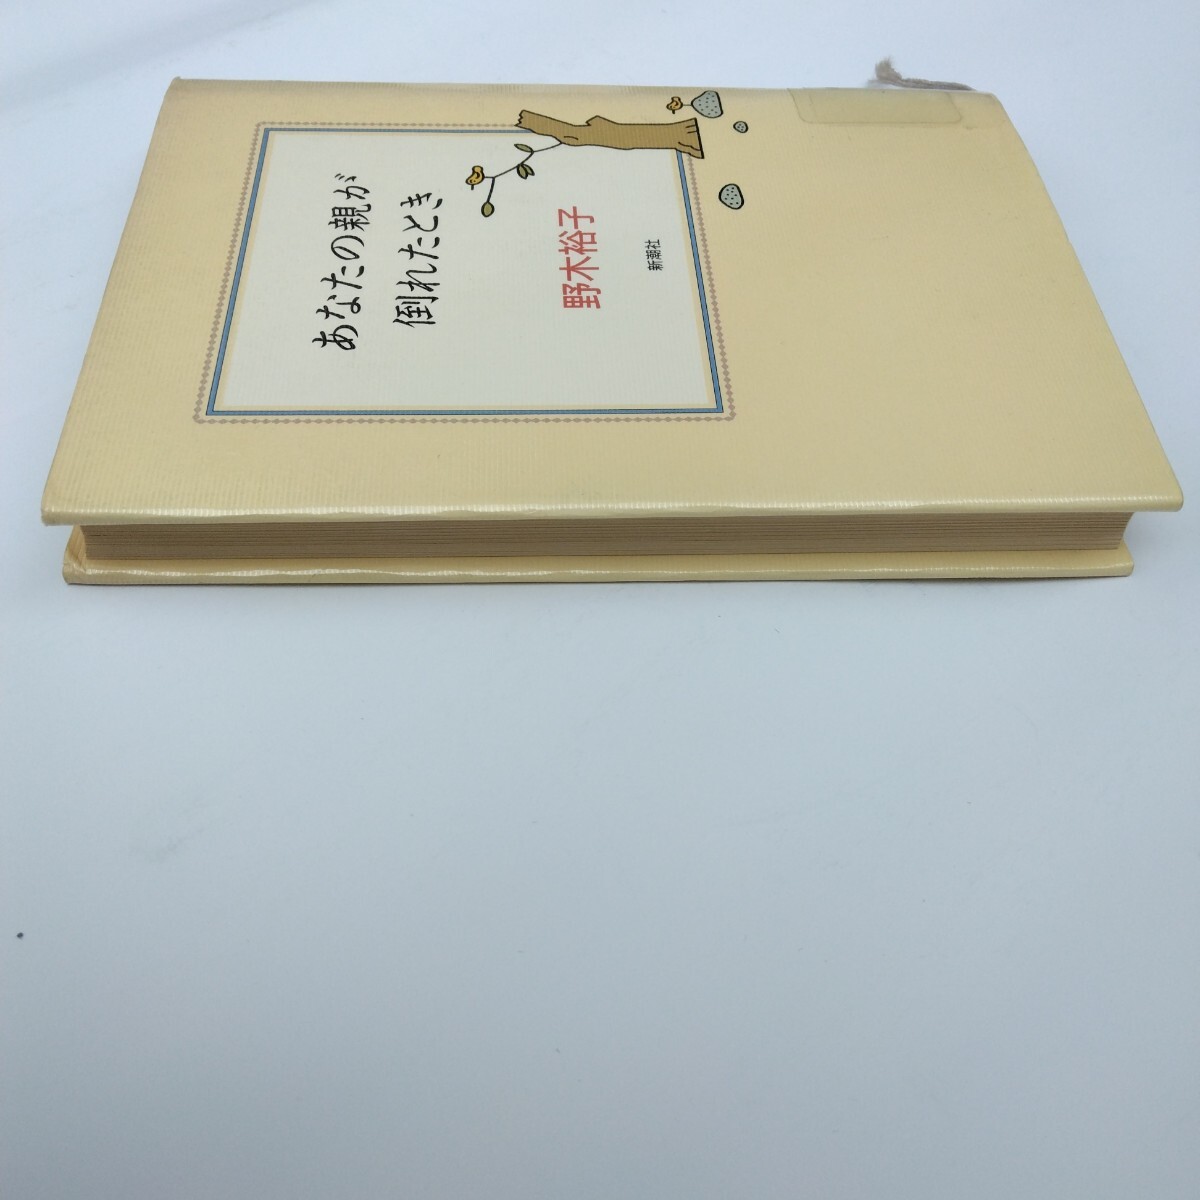 あなたの親が
倒れたとき
野木裕子
新潮社